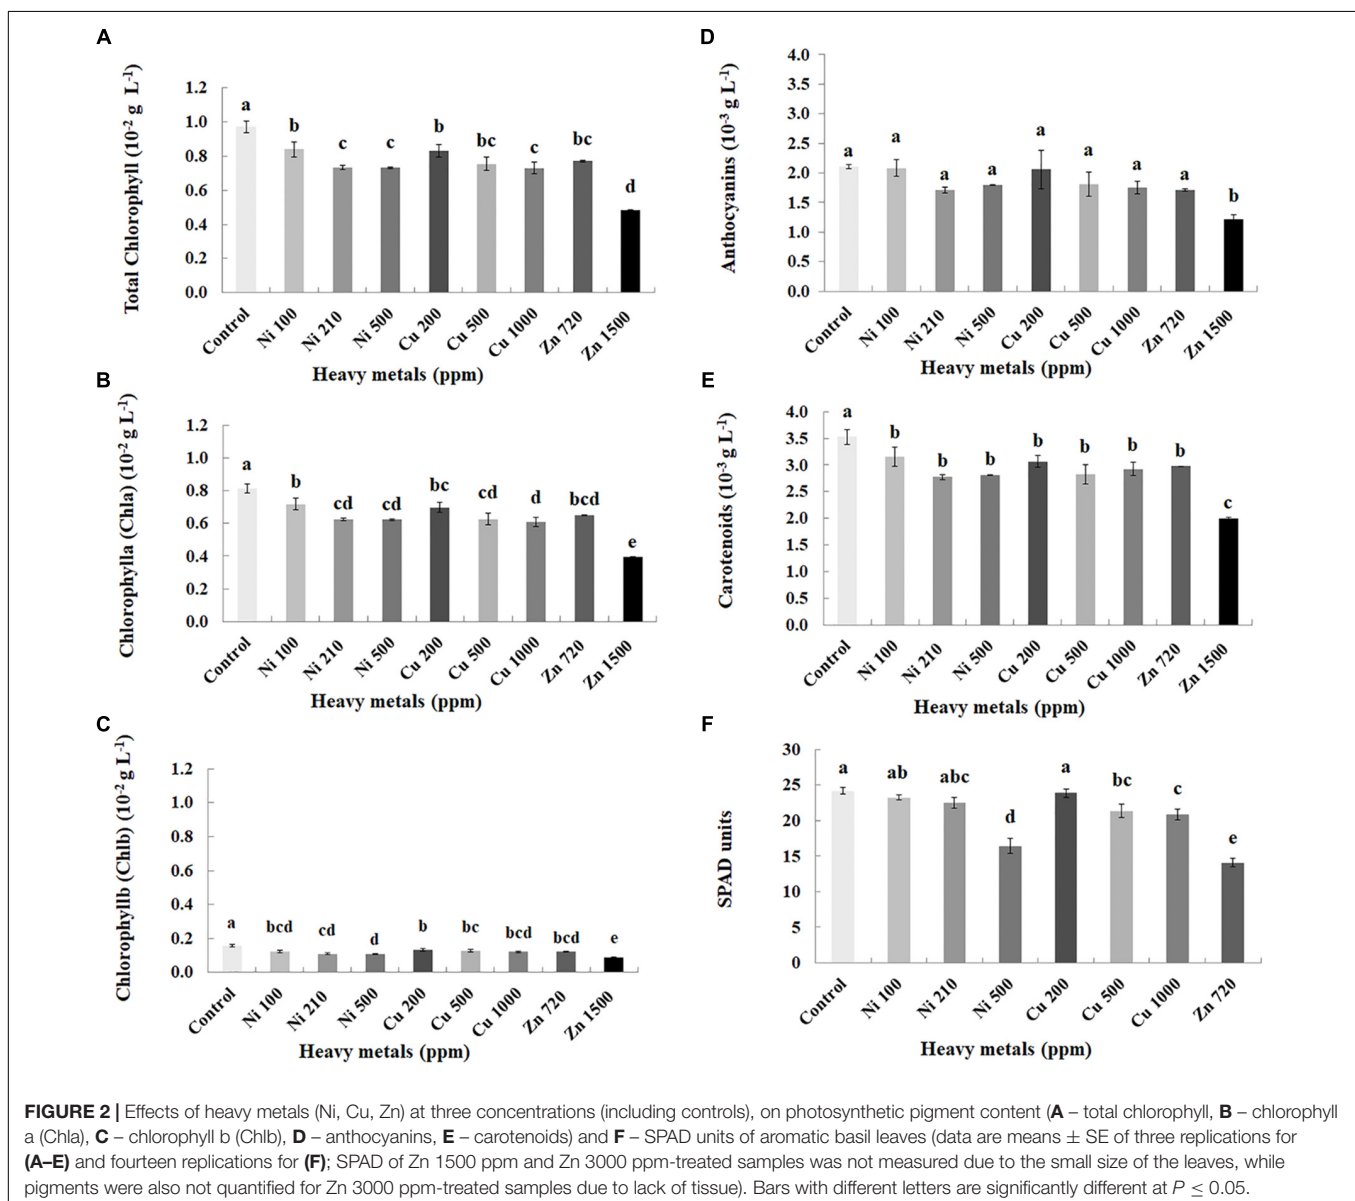 A
Total Chlorophyll (10-2 g L-1)
1.2
1.0
0.8
0.6
0.4
0.2
0.0
a
b
c
c
b
bc
c
bc
d
Control
Ni 100
Ni 210
Ni 500
Cu 200
Cu 500
Cu 1000
Zn 720
Zn 1500
Heavy metals (ppm)
B
Chlorophylla (Chla) (10-2 g L-1)
1.2
1.0
0.8
0.6
0.4
0.2
0.0
a
b
cd
cd
bc
cd
d
bcd
e
Control
Ni 100
Ni 210
Ni 500
Cu 200
Cu 500
Cu 1000
Zn 720
Zn 1500
Heavy metals (ppm)
C
Chlorophyllb (Chlb) (10-2 g L-1)
1.2
1.0
0.8
0.6
0.4
0.2
0.0
a
bcd
cd
d
b
bc
bcd
bcd
e
Control
Ni 100
Ni 210
Ni 500
Cu 200
Cu 500
Cu 1000
Zn 720
Zn 1500
Heavy metals (ppm)
D
Anthocyanins (10-3 g L-1)
4.0
3.5
3.0
2.5
2.0
1.5
1.0
0.5
0.0
a
a
a
a
a
a
a
a
b
Control
Ni 100
Ni 210
Ni 500
Cu 200
Cu 500
Cu 1000
Zn 720
Zn 1500
Heavy metals (ppm)
E
Carotenoids (10-3 g L-1)
4.0
3.5
3.0
2.5
2.0
1.5
1.0
0.5
0.0
a
b
b
b
b
b
b
b
c
Control
Ni 100
Ni 210
Ni 500
Cu 200
Cu 500
Cu 1000
Zn 720
Zn 1500
Heavy metals (ppm)
F
SPAD units
30
25
20
15
10
5
0
a
ab
abc
d
a
bc
c
e
Control
Ni 100
Ni 210
Ni 500
Cu 200
Cu 500
Cu 1000
Zn 720
Heavy metals (ppm)
FIGURE 2 | Effects of heavy metals (Ni, Cu, Zn) at three concentrations (including controls), on photosynthetic pigment content (A – total chlorophyll, B – chlorophyll
a (Chla), C – chlorophyll b (Chlb), D – anthocyanins, E – carotenoids) and F – SPAD units of aromatic basil leaves (data are means ± SE of three replications for
(A–E) and fourteen replications for (F); SPAD of Zn 1500 ppm and Zn 3000 ppm-treated samples was not measured due to the small size of the leaves, while
pigments were also not quantified for Zn 3000 ppm-treated samples due to lack of tissue). Bars with different letters are significantly different at P ≤ 0.05.